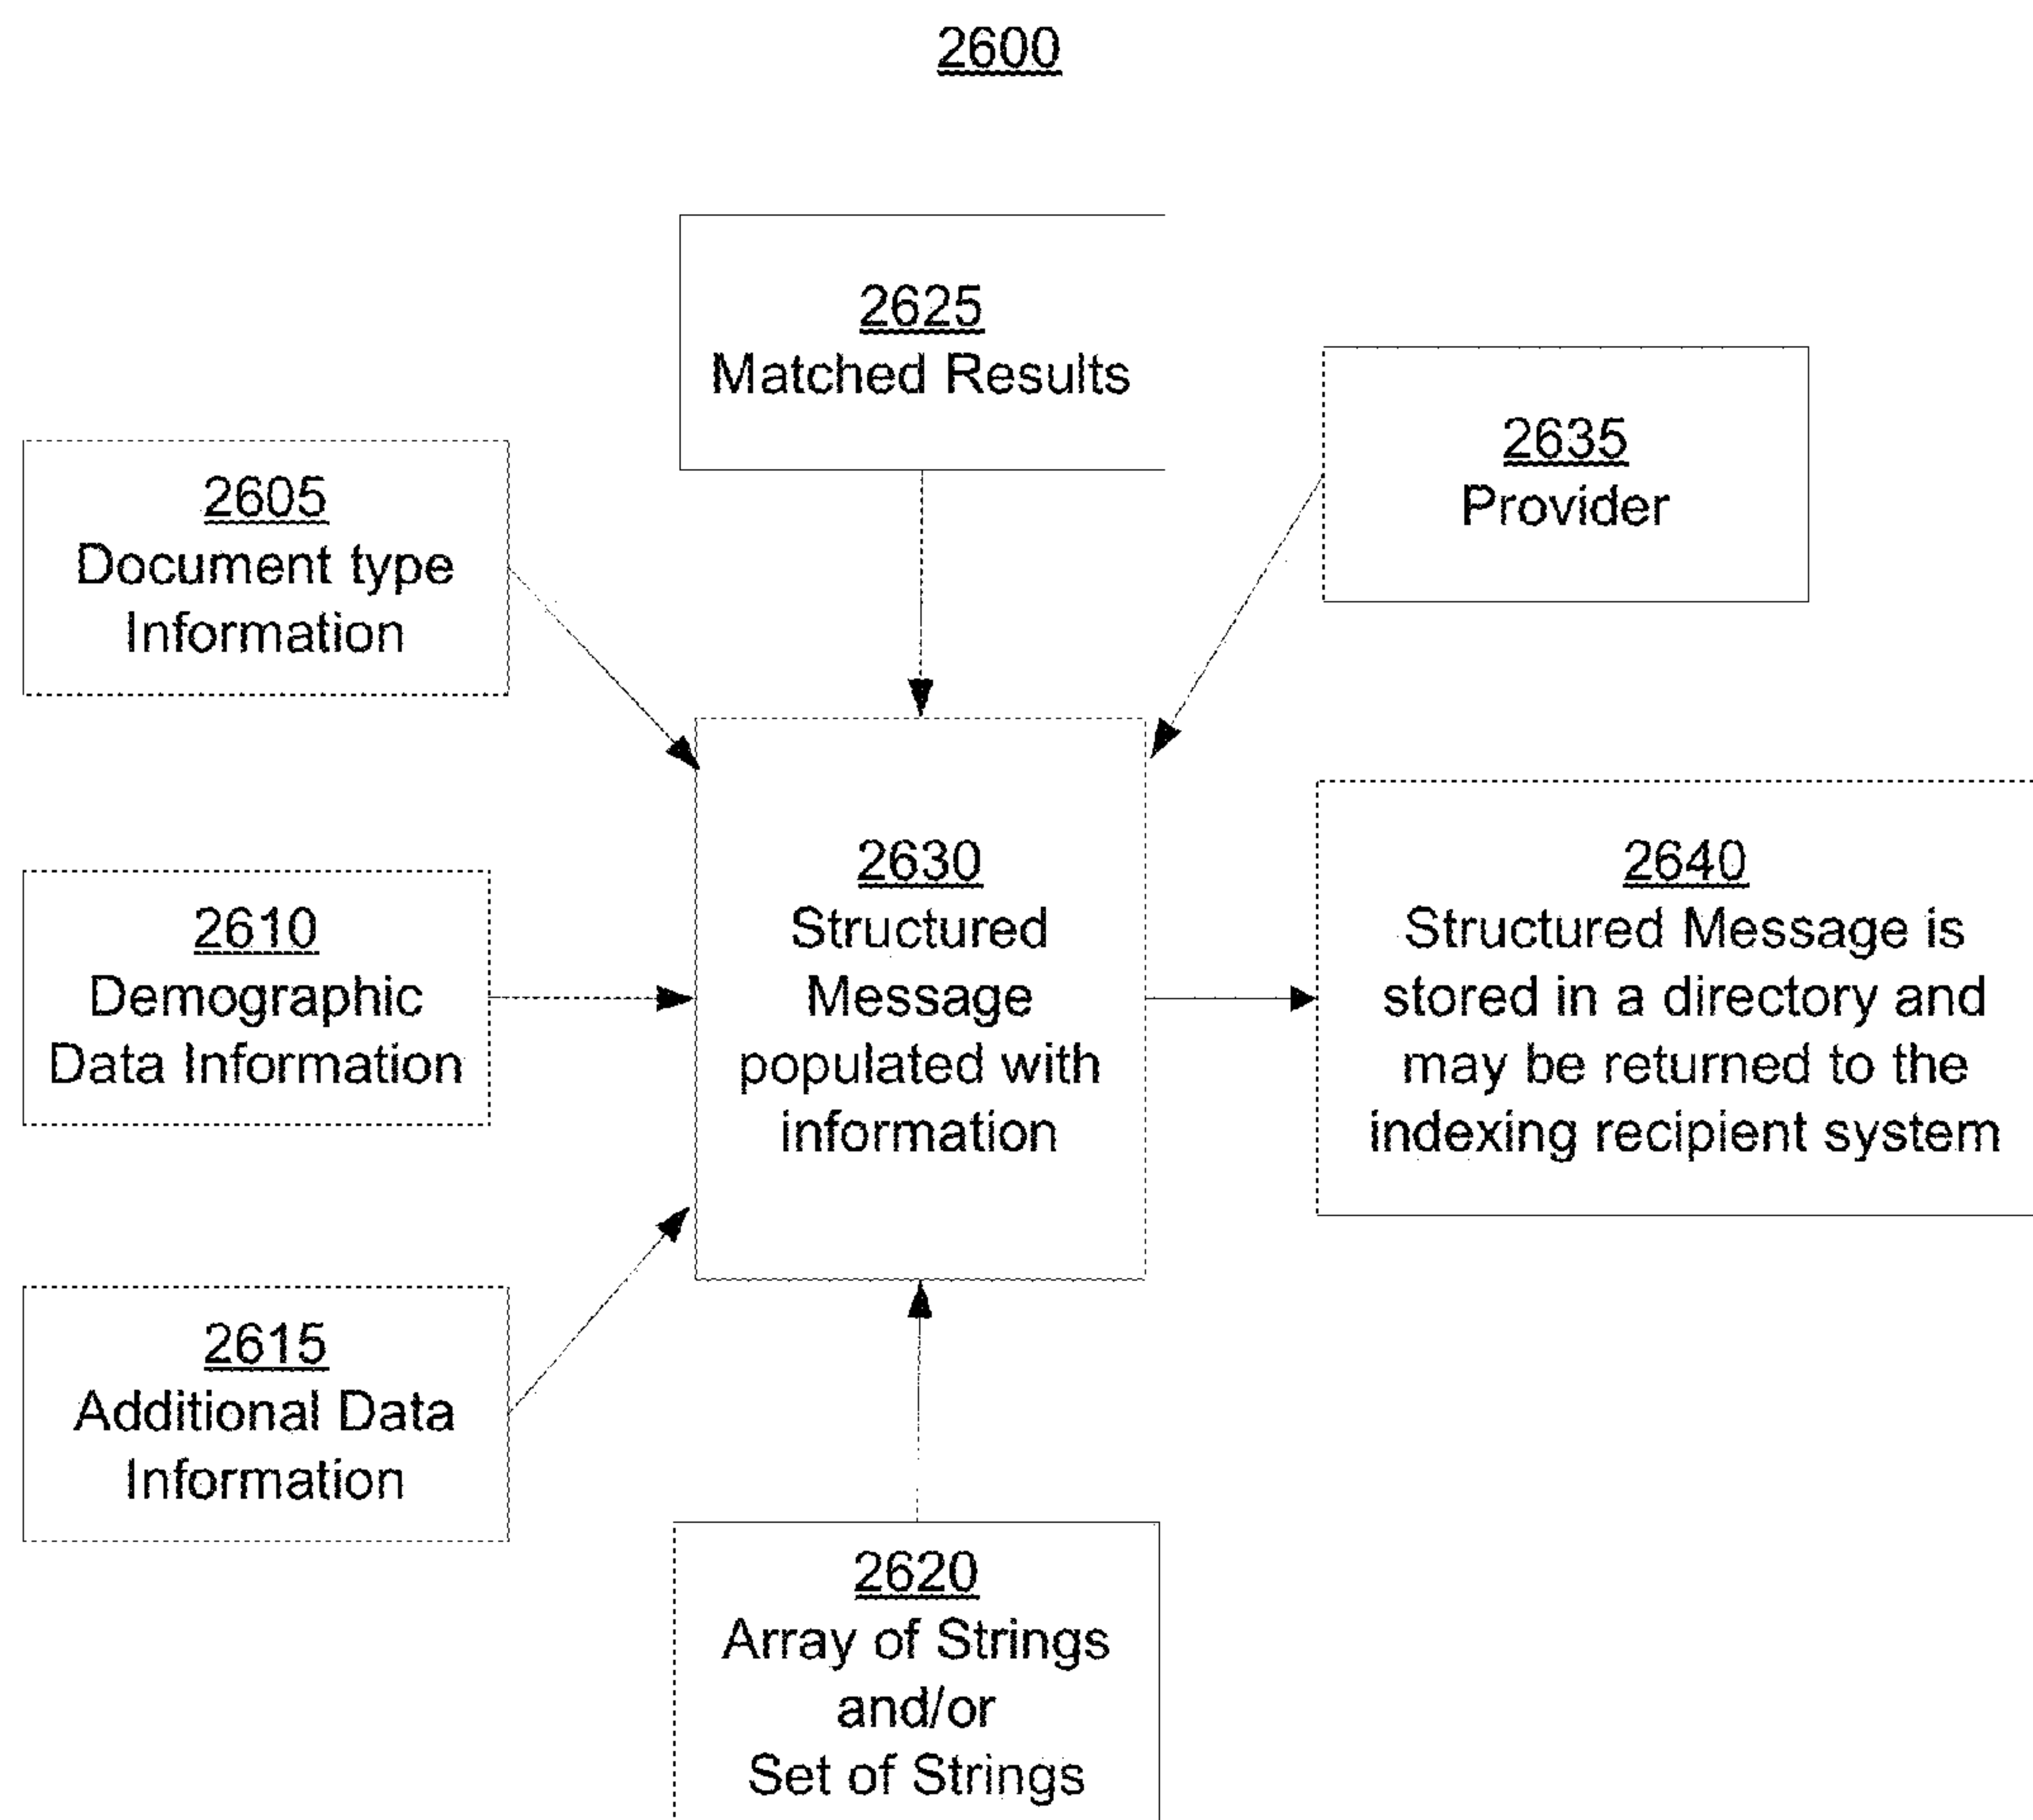 2600
2625
Matched Results
2635
Provider
2605
Document type
Information
2630
Structured
Message
populated with
information
2640
Structured Message is
stored in a directory and
may be returned to the
indexing recipient system
2610
Demographic
Data Information
2615
Additional Data
Information
2620
Array of Strings
and/or
Set of Strings